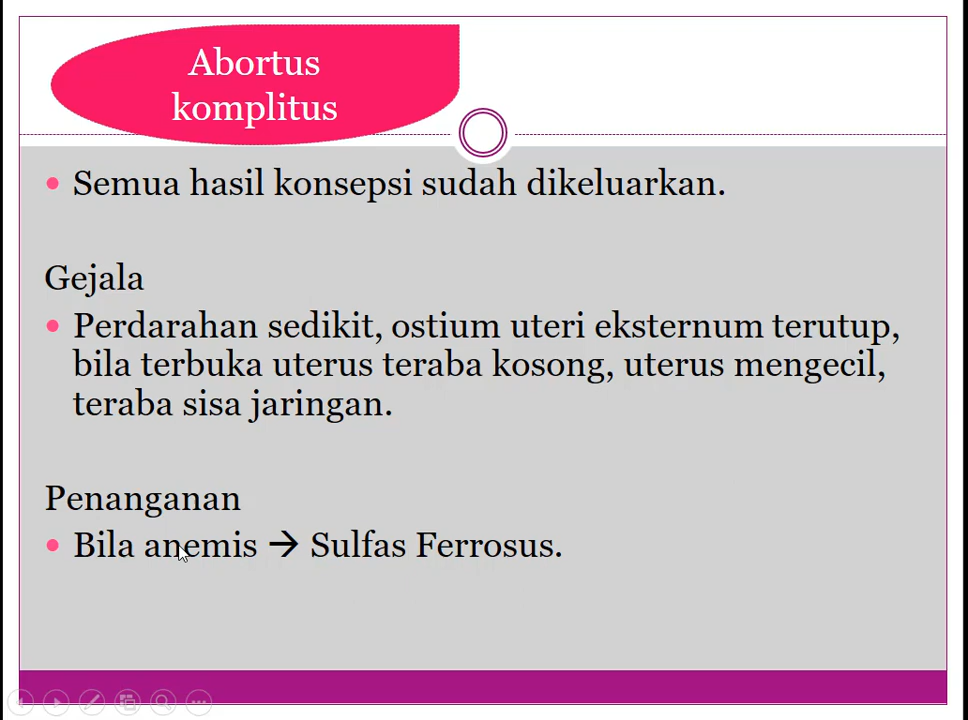 Abortus
komplitus
Semua hasil konsepsi sudah dikeluarkan.
Gejala
Perdarahan sedikit, ostium uteri eksternum terutup,
bila terbuka uterus teraba kosong, uterus mengecil,
teraba sisa jaringan.
Penanganan
Bila anemis → Sulfas Ferrosus.